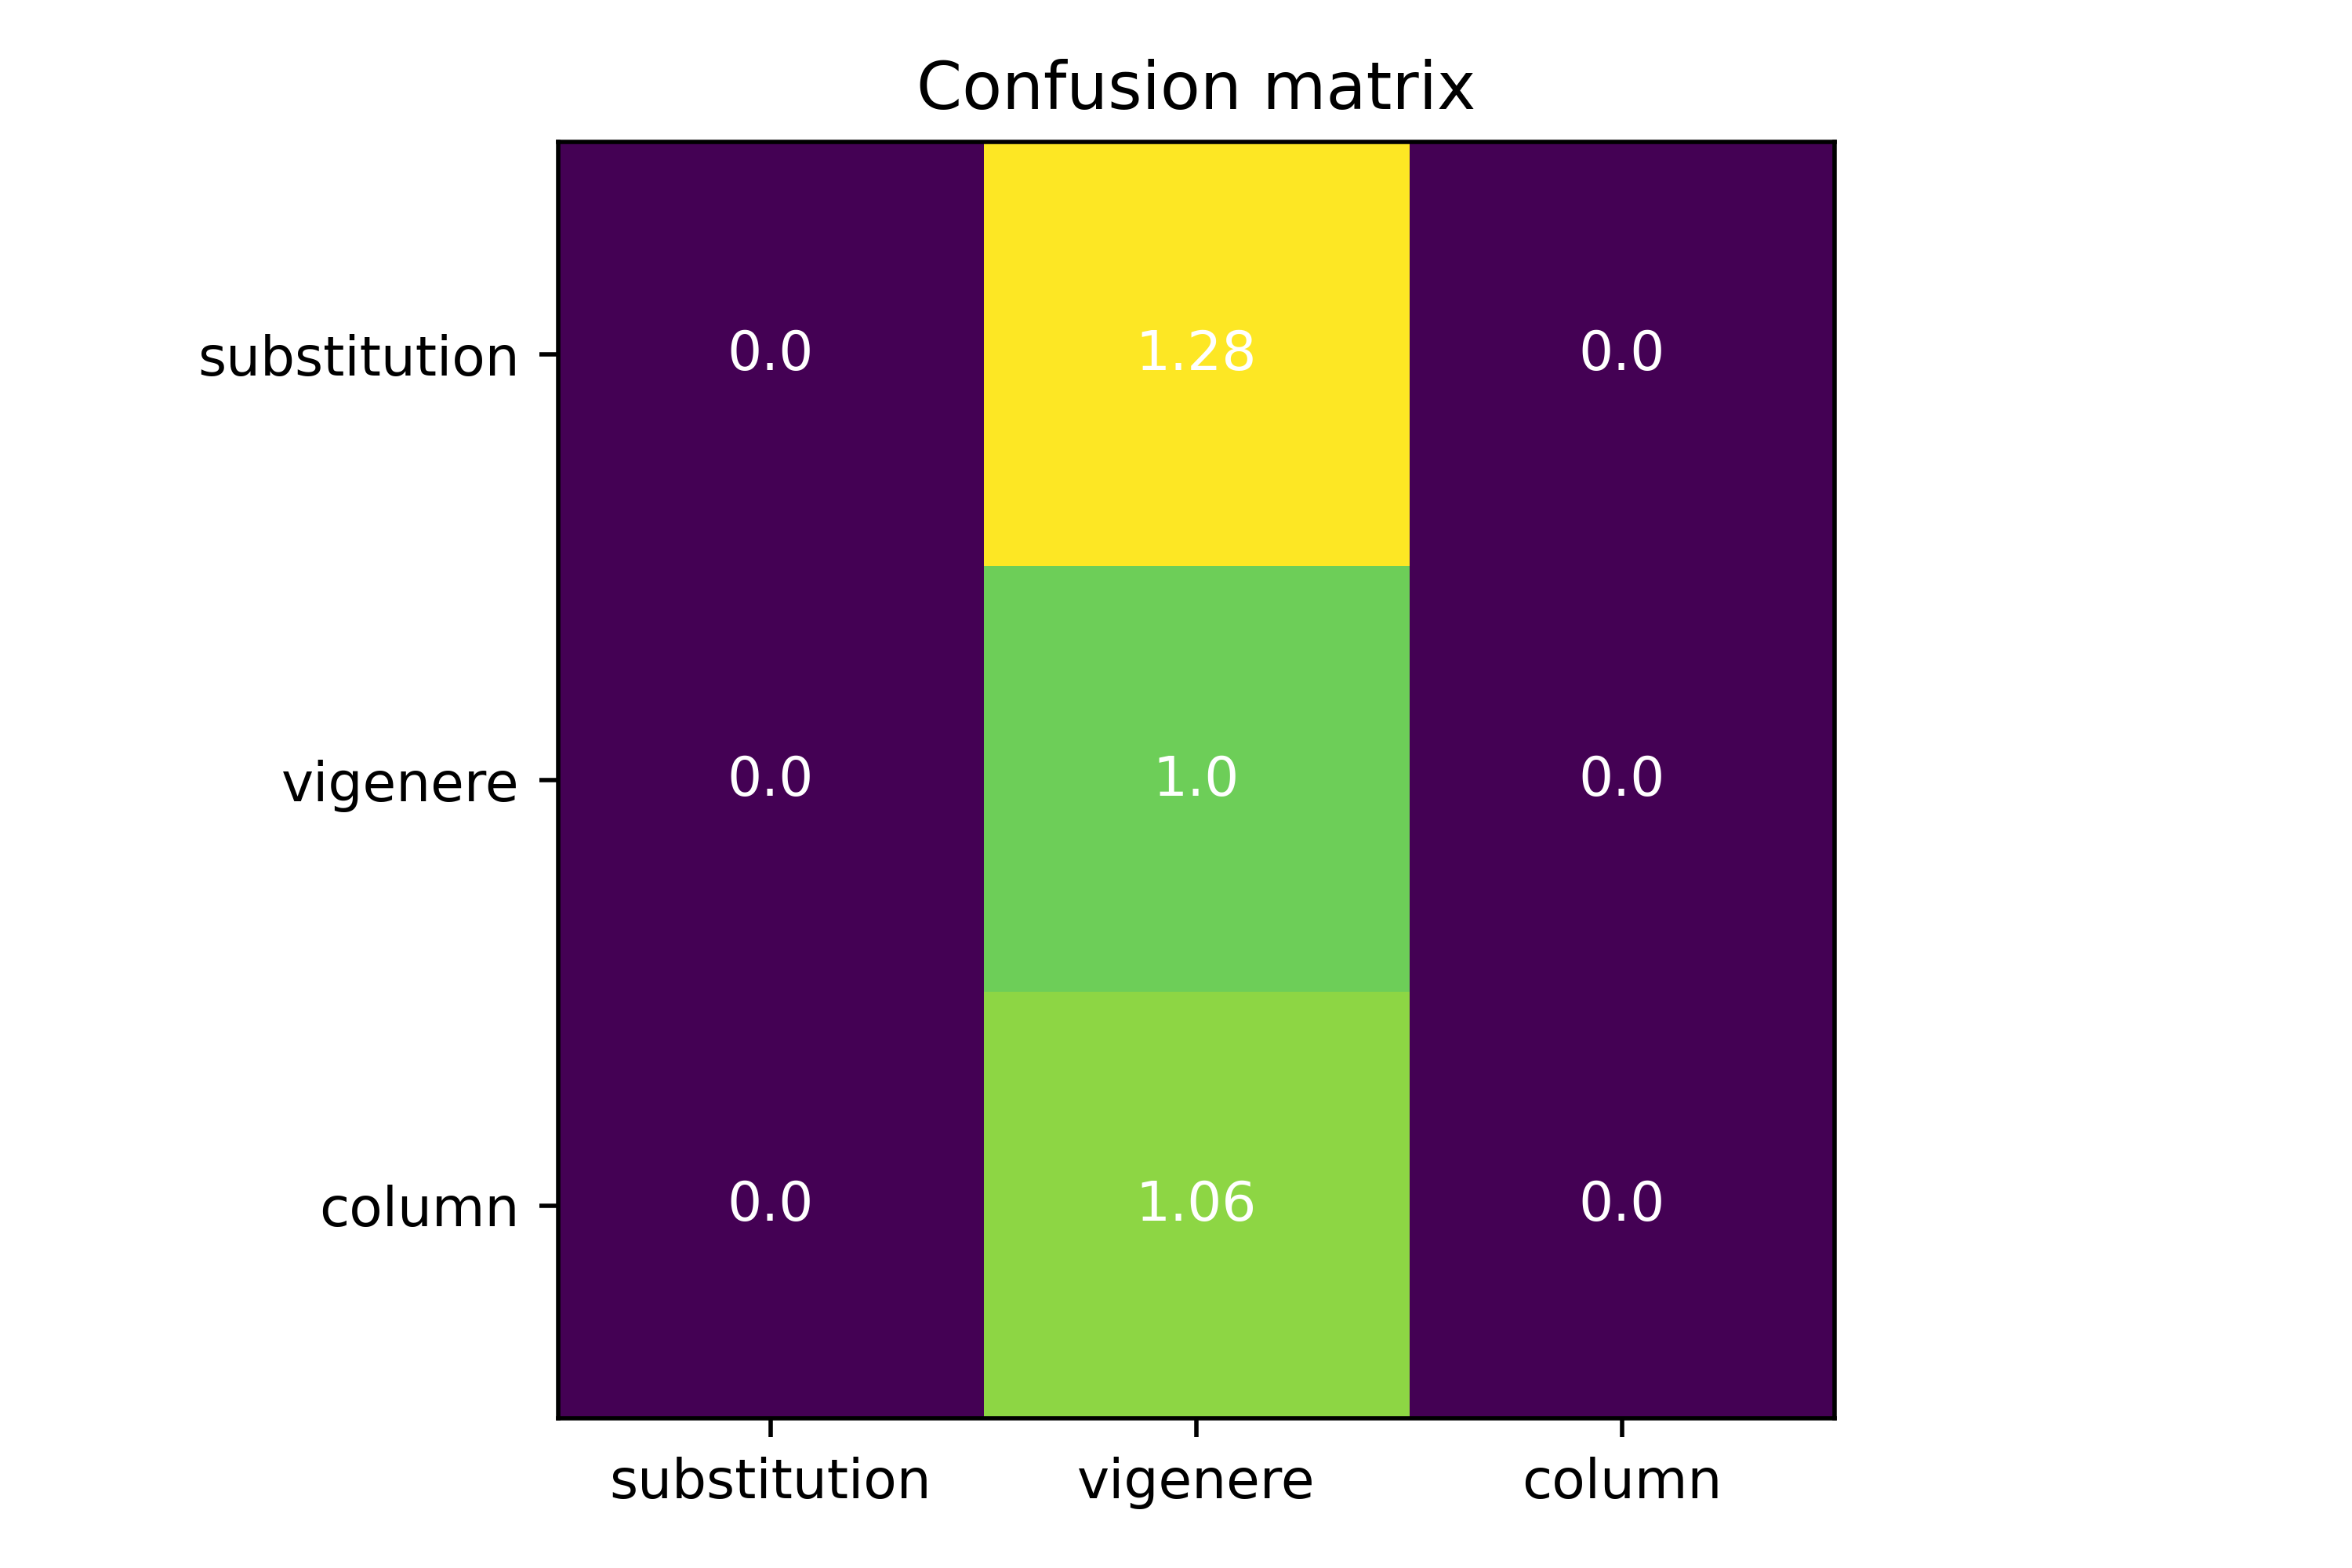 Confusion matrix
substitution 0.0 1.28 0.0
vigenere 0.0 1.0 0.0
column 0.0 1.06 0.0
substitution vigenere column